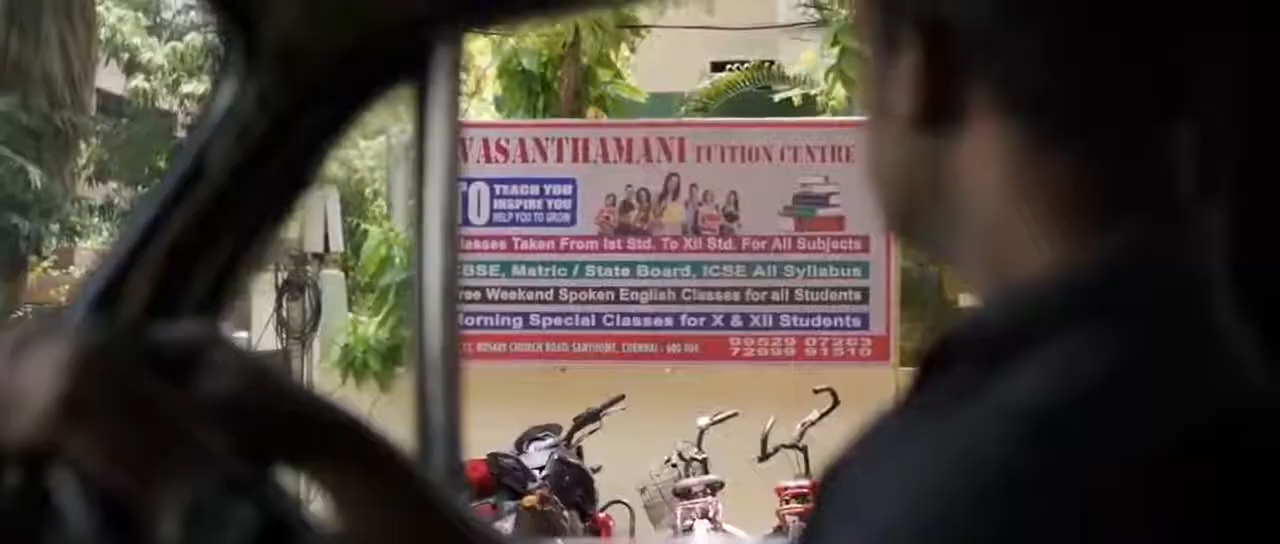 VASANTHAMANI TUITION CENTRE
TO TEACH YOU
INSPIRE YOU
HELP YOU TO GROW
lasses Taken From Ist Std. To XII Std. For All Subjects
BSE, Matric / State Board, ICSE All Syllabus
ree Weekend Spoken English Classes for all Students
orning Special Classes for X & XII Students
ROSARY CHURCH ROAD, SANTHOME, CHENNAI : 600 004.
99529 07263
72999 91510